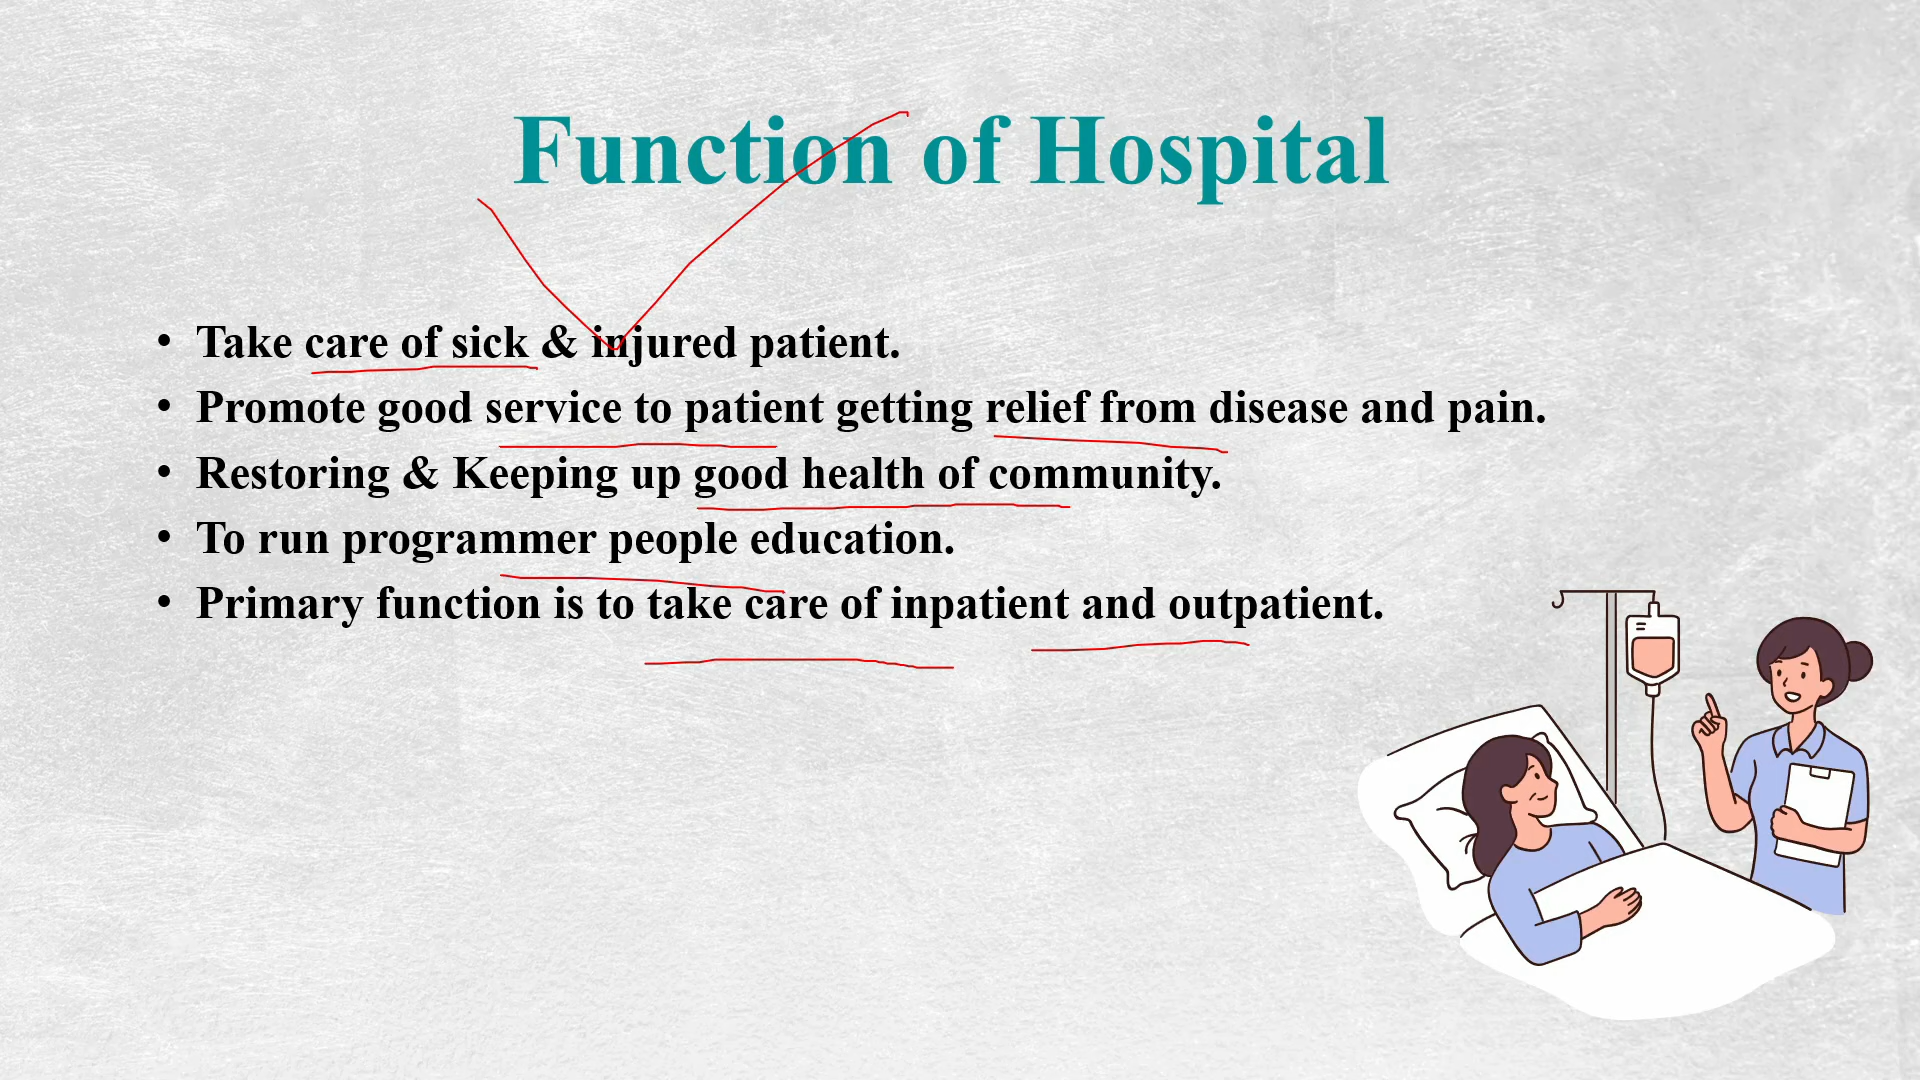 Function of Hospital
• Take care of sick & injured patient.
• Promote good service to patient getting relief from disease and pain.
• Restoring & Keeping up good health of community.
• To run programmer people education.
• Primary function is to take care of inpatient and outpatient.